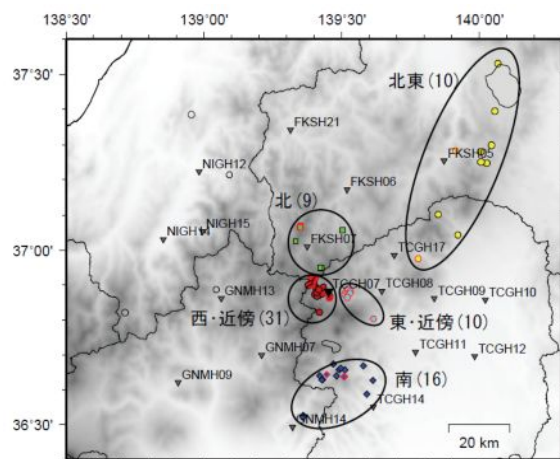 138°30' 139°00' 139°30' 140°00'
37°30'
北東(10)
FKSH21
NIGH12
FKSH05
FKSH06
北(9)
NIGH15
FKSH07
37°00'
TCGH17
TCGH07
TCGH08
GNMH13
TCGH09
TCGH10
西・近傍(31)
東・近傍(10)
GNMH07
TCGH11
TCGH12
GNMH09
南(16)
TCGH14
36°30'
GNMH14
20 km